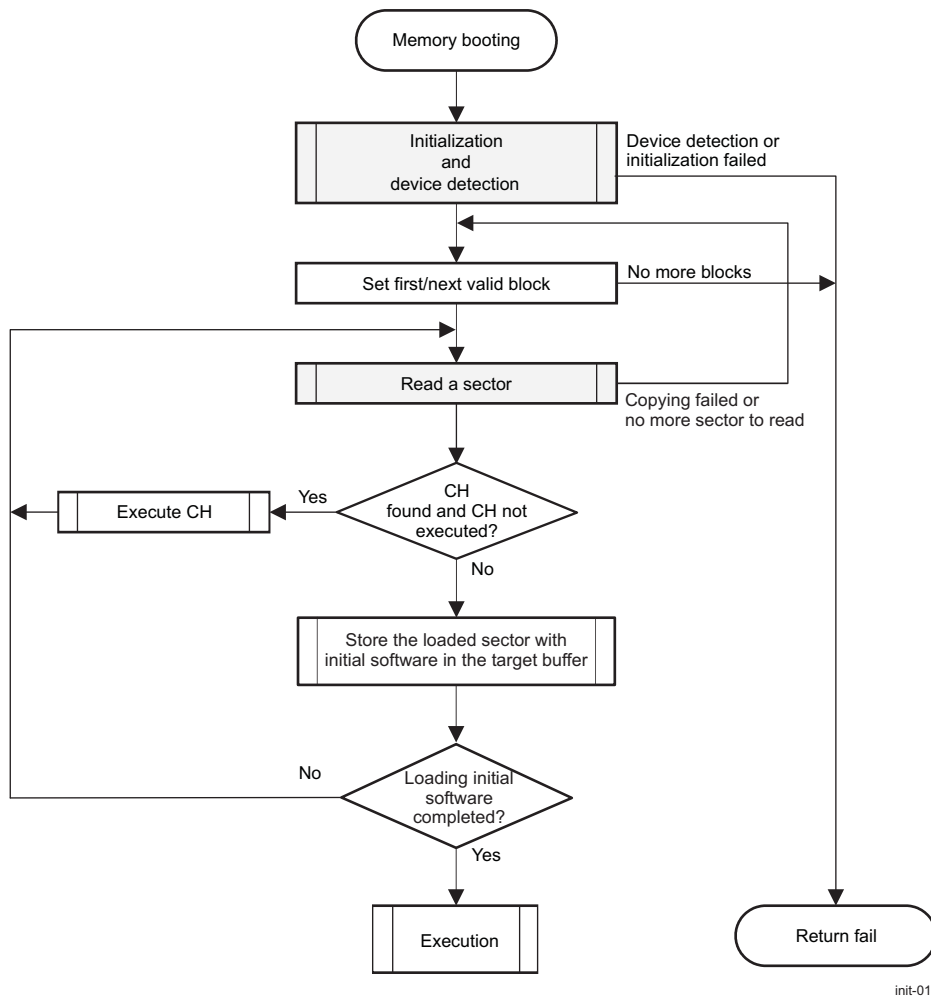 Memory booting
Initialization
and
device detection
Device detection or
initialization failed
Set first/next valid block
No more blocks
Read a sector
Copying failed or
no more sector to read
CH
found and CH not
executed?
Yes
Execute CH
No
Store the loaded sector with
initial software in the target buffer
No
Loading initial
software
completed?
Yes
Execution
Return fail
init-01